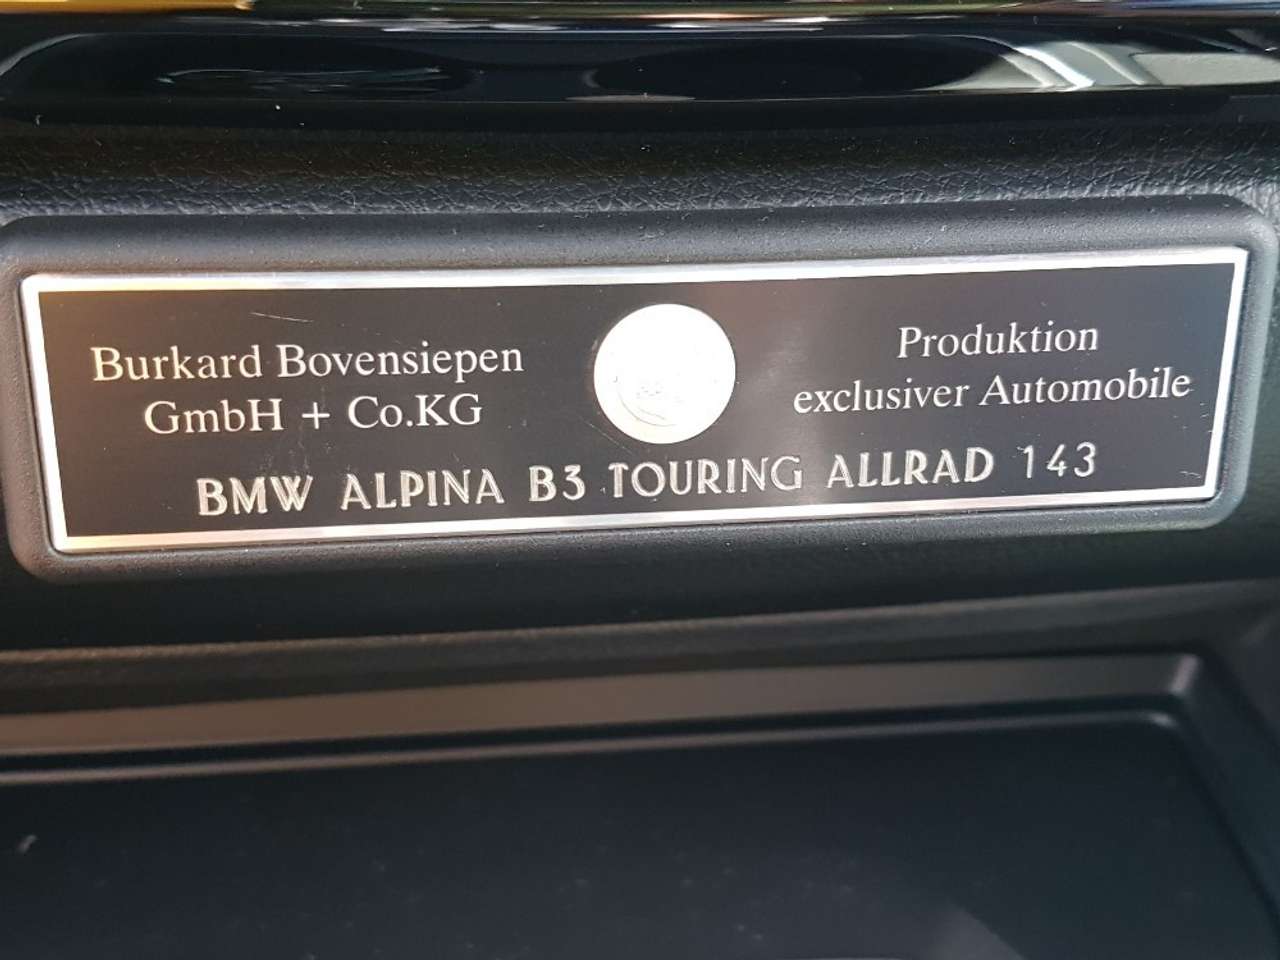 Burkard Bovensiepen
GmbH + Co.KG
Produktion
exclusiver Automobile
BMW ALPINA B3 TOURING ALLRAD 143